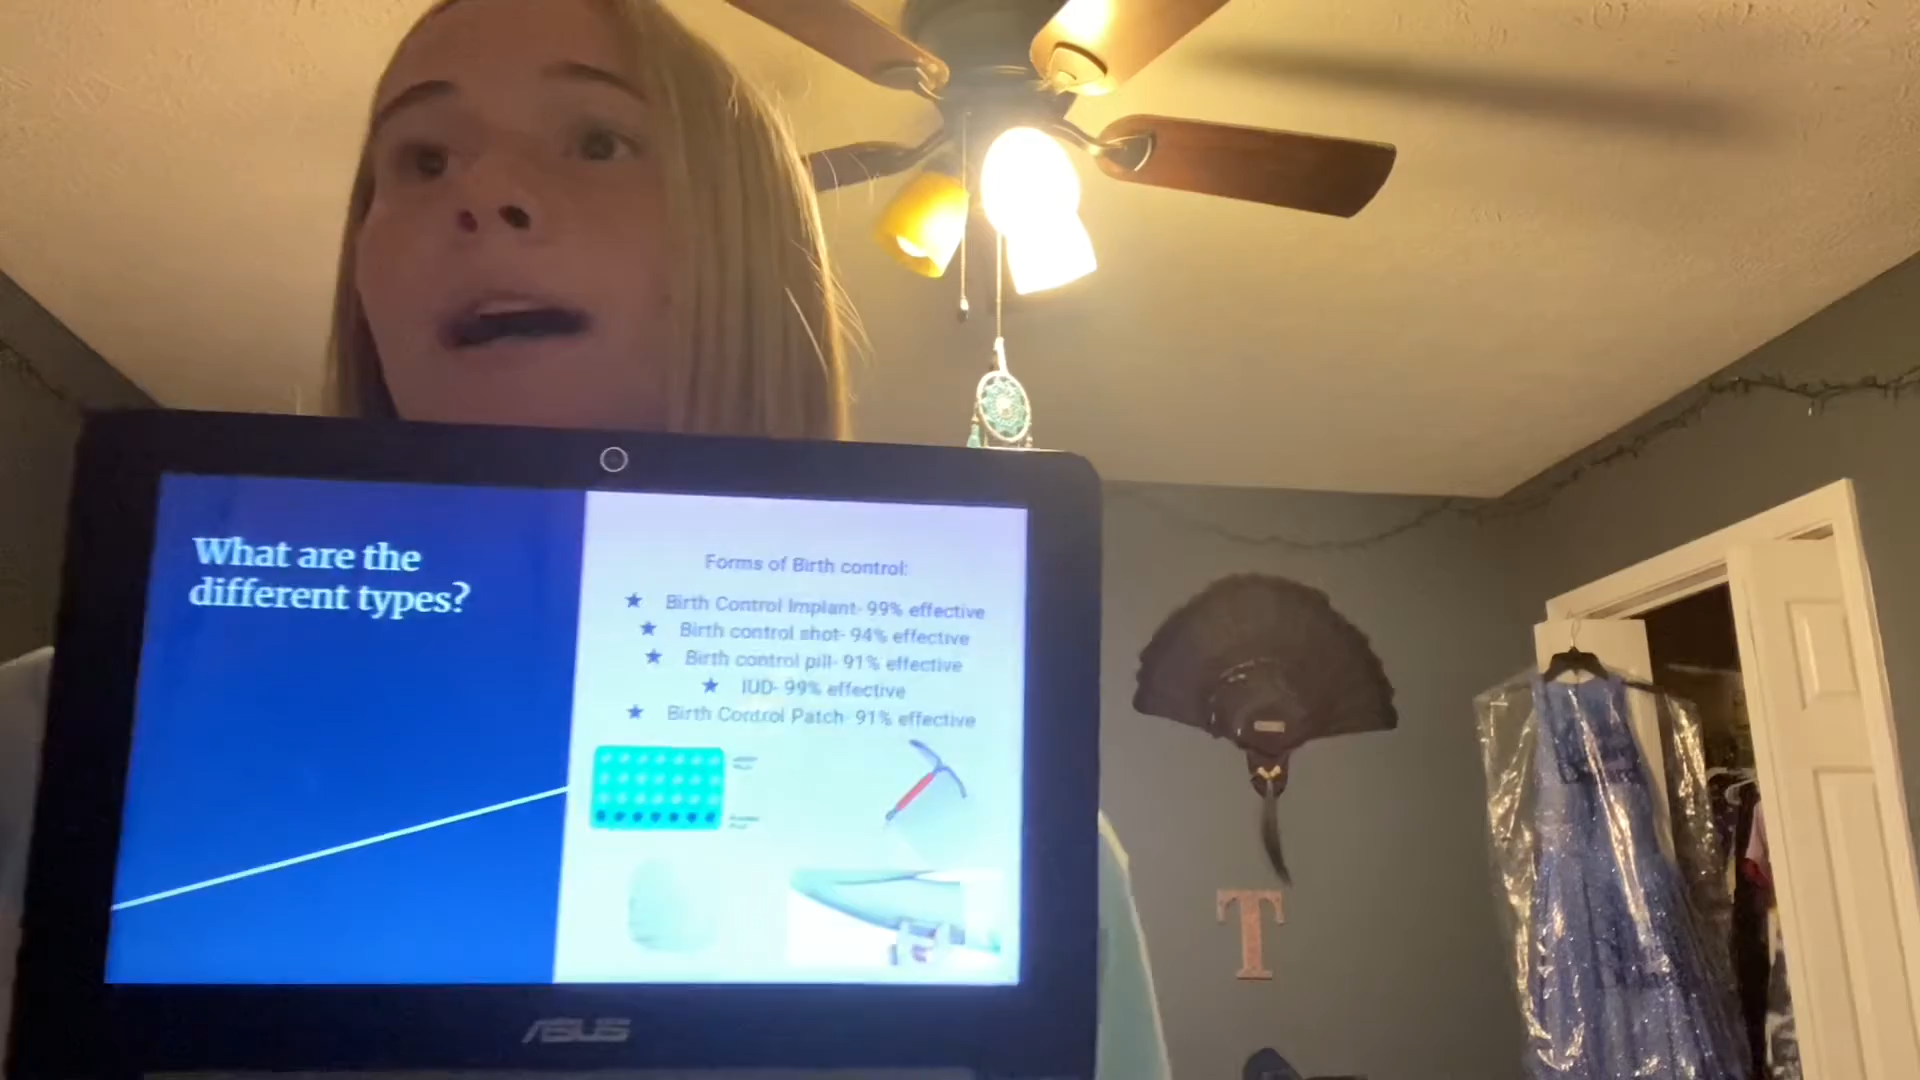 What are the
different types?
Forms of Birth control:
★ Birth Control Implant- 99% effective
★ Birth control shot- 94% effective
★ Birth control pill- 91% effective
★ IUD- 99% effective
★ Birth Control Patch- 91% effective
ASUS
T